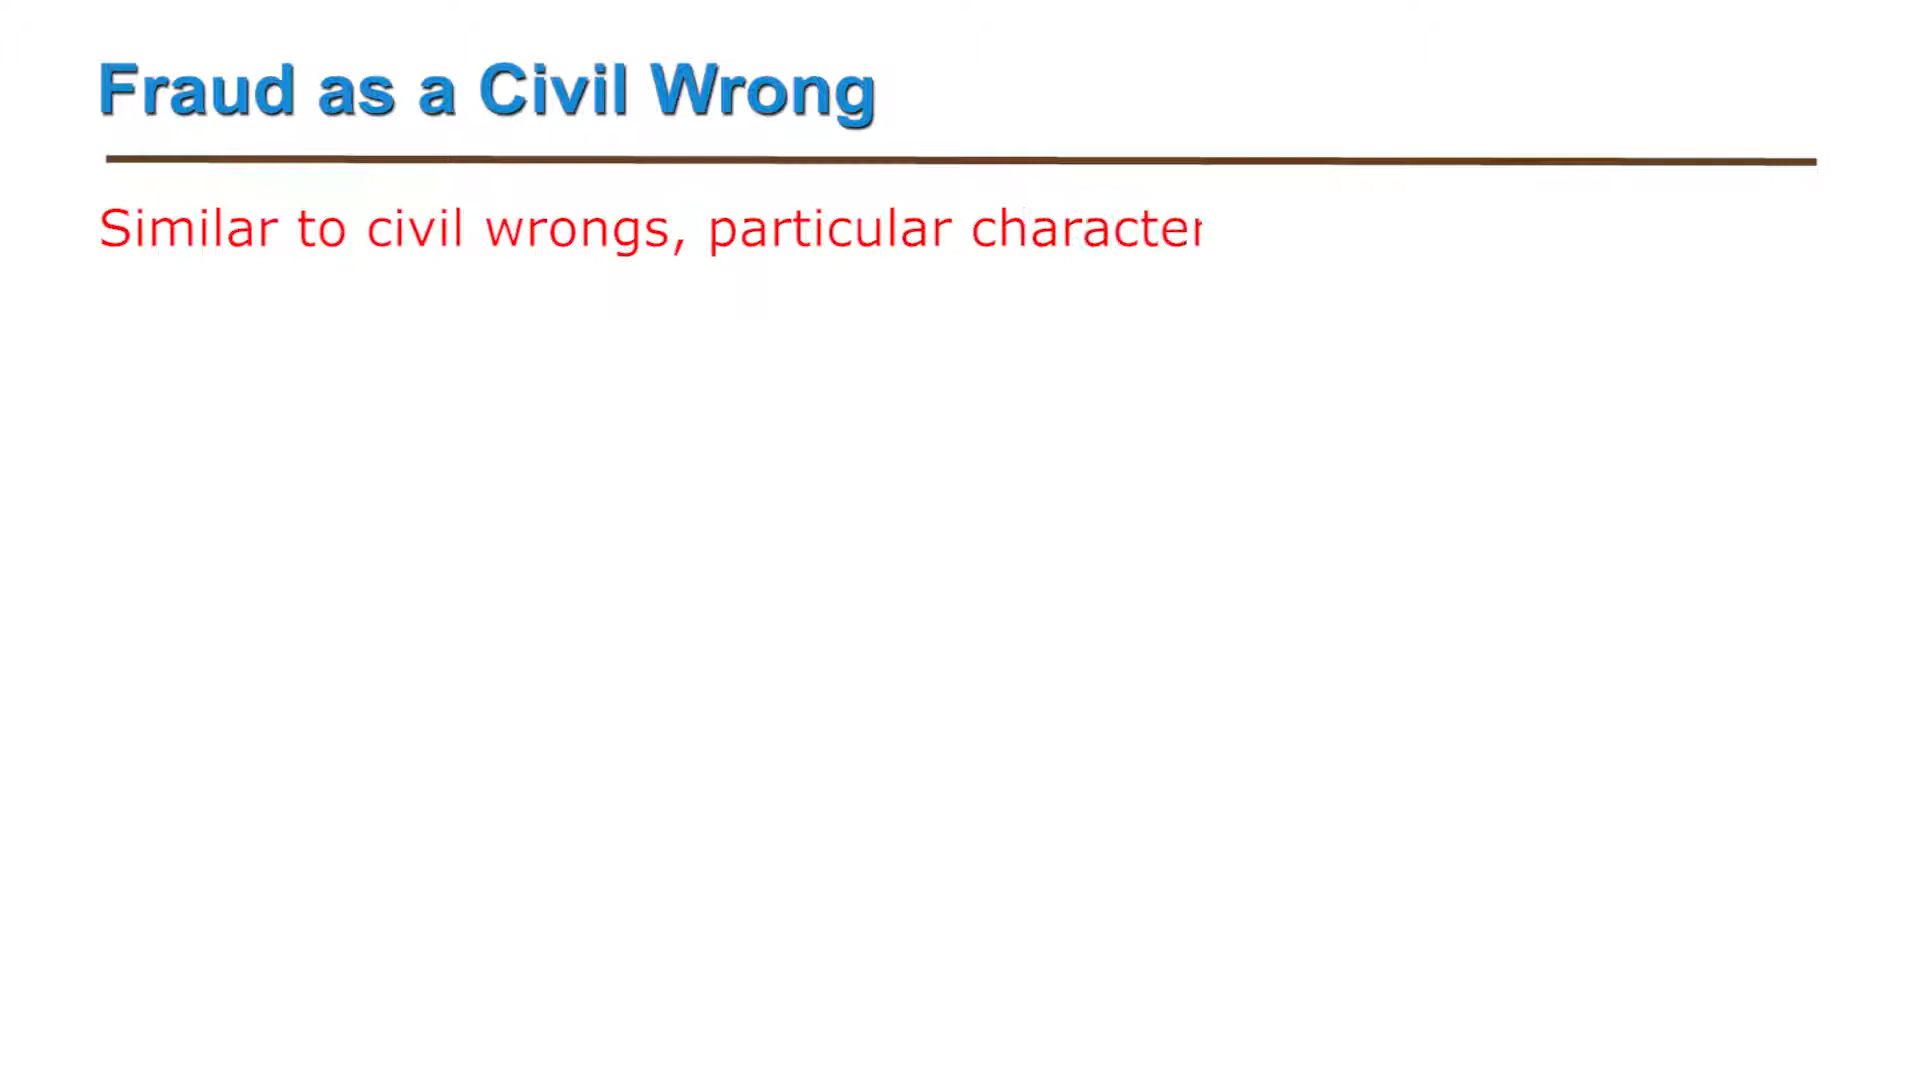 Fraud as a Civil Wrong
Similar to civil wrongs, particular character